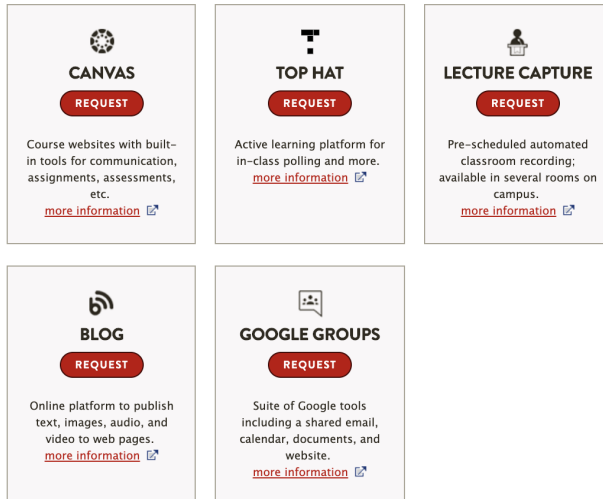 CANVAS
REQUEST
Course websites with built-
in tools for communication,
assignments, assessments,
etc.
more information
TOP HAT
REQUEST
Active learning platform for
in-class polling and more.
more information
LECTURE CAPTURE
REQUEST
Pre-scheduled automated
classroom recording;
available in several rooms on
campus.
more information
BLOG
REQUEST
Online platform to publish
text, images, audio, and
video to web pages.
more information
GOOGLE GROUPS
REQUEST
Suite of Google tools
including a shared email,
calendar, documents, and
website.
more information